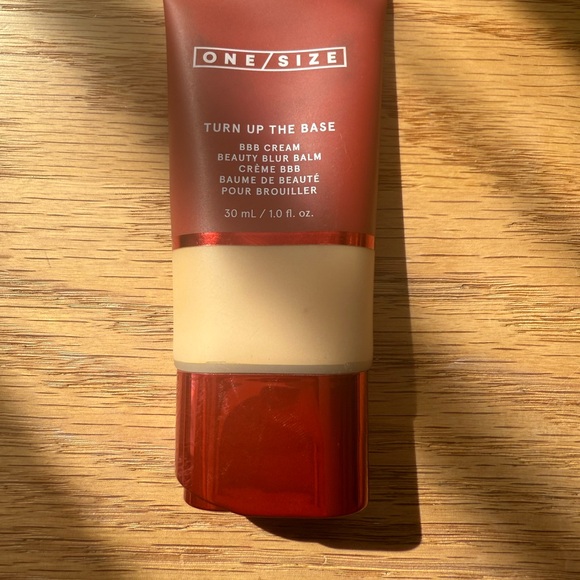 ONE/SIZE
TURN UP THE BASE
BBB CREAM
BEAUTY BLUR BALM
CRÈME BBB
BAUME DE BEAUTÉ
POUR BROUILLER
30 mL / 1.0 fl. oz.